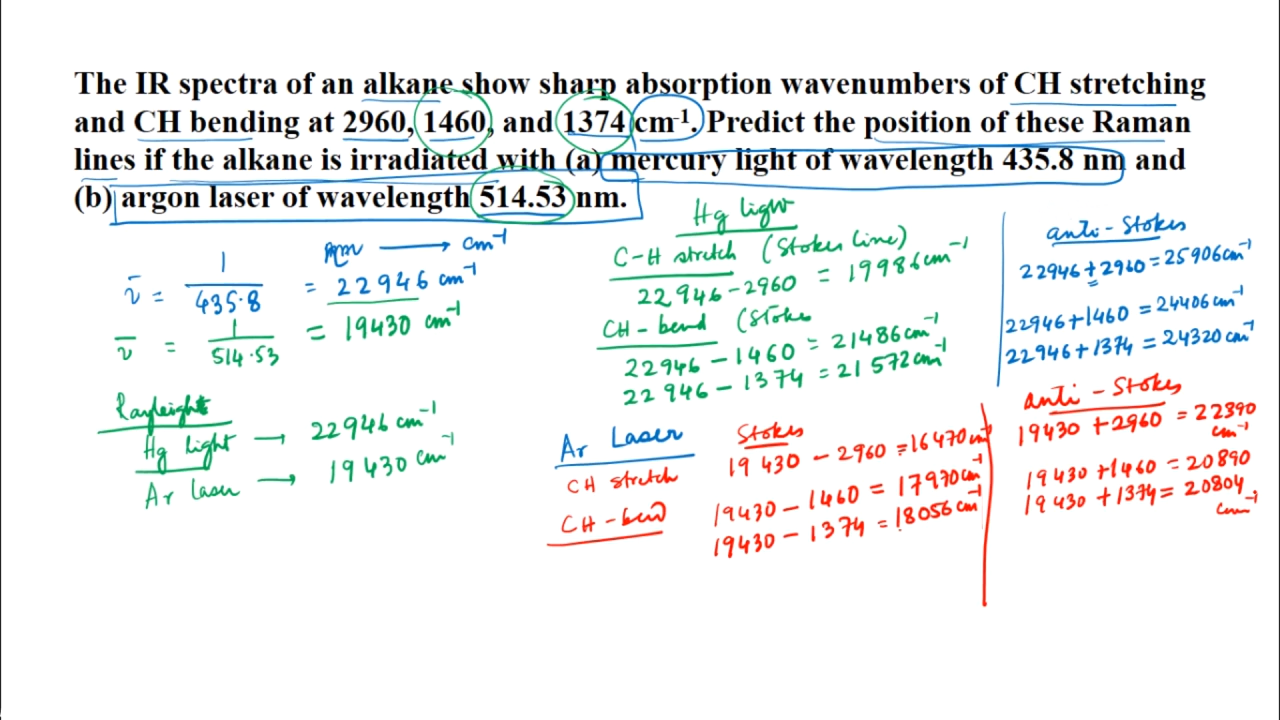 The IR spectra of an alkane show sharp absorption wavenumbers of CH stretching
and CH bending at 2960, 1460, and 1374 cm⁻¹. Predict the position of these Raman
lines if the alkane is irradiated with (a) mercury light of wavelength 435.8 nm and
(b) argon laser of wavelength 514.53 nm.
nm → cm⁻¹
ν̄ = 1/435.8 = 22946 cm⁻¹
ν̄ = 1/514.53 = 19430 cm⁻¹
Rayleigh
Hg light → 22946 cm⁻¹
Ar laser → 19430 cm⁻¹
Hg light
C-H stretch (Stokes line)
22946-2960 = 19986 cm⁻¹
CH-bend (Stokes
22946 - 1460 = 21486 cm⁻¹
22946 - 1374 = 21572 cm⁻¹
anti-Stokes
22946+2960 = 25906 cm⁻¹
22946+1460 = 24406 cm⁻¹
22946+1374 = 24320 cm⁻¹
Ar Laser
Stokes
CH stretch
19430 - 2960 = 16470 cm⁻¹
CH-bend
19430 - 1460 = 17970 cm⁻¹
19430 - 1374 = 18056 cm⁻¹
anti-Stokes
19430 + 2960 = 22390
cm⁻¹
19430 + 1460 = 20890
19430 + 1374 = 20804
cm⁻¹